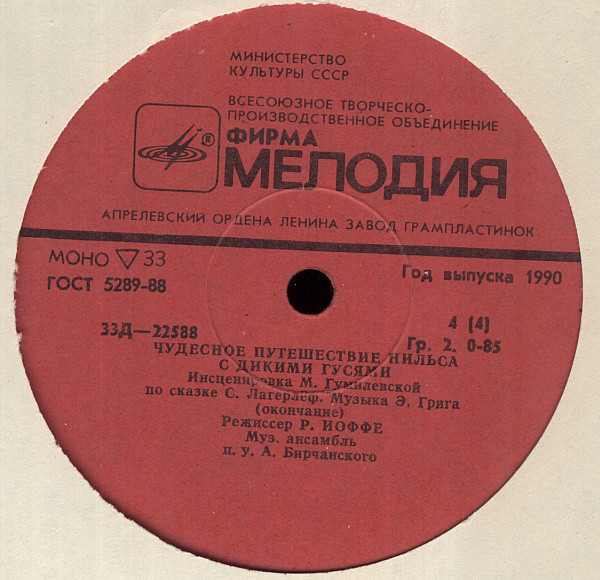 МИНИСТЕРСТВО
КУЛЬТУРЫ СССР
ВСЕСОЮЗНОЕ ТВОРЧЕСКО-
ПРОИЗВОДСТВЕННОЕ ОБЪЕДИНЕНИЕ
ФИРМА
® МЕЛОДИЯ
АПРЕЛЕВСКИЙ ОРДЕНА ЛЕНИНА ЗАВОД ГРАМПЛАСТИНОК
МОНО ▽ 33
Год выпуска 1990
ГОСТ 5289-88
4 (4)
33Д—22588
Гр. 2. 0-85
ЧУДЕСНОЕ ПУТЕШЕСТВИЕ НИЛЬСА
С ДИКИМИ ГУСЯМИ
Инсценировка М. Гумилевской
по сказке С. Лагерлеф. Музыка Э. Грига
(окончание)
Режиссер Р. ИОФФЕ
Муз. ансамбль
п. у. А. Бирчанского